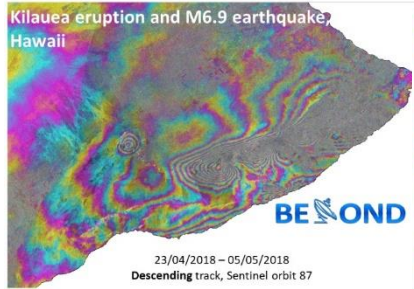 Kilauea eruption and M6.9 earthquake,
Hawaii
BEYOND
23/04/2018 – 05/05/2018
Descending track, Sentinel orbit 87